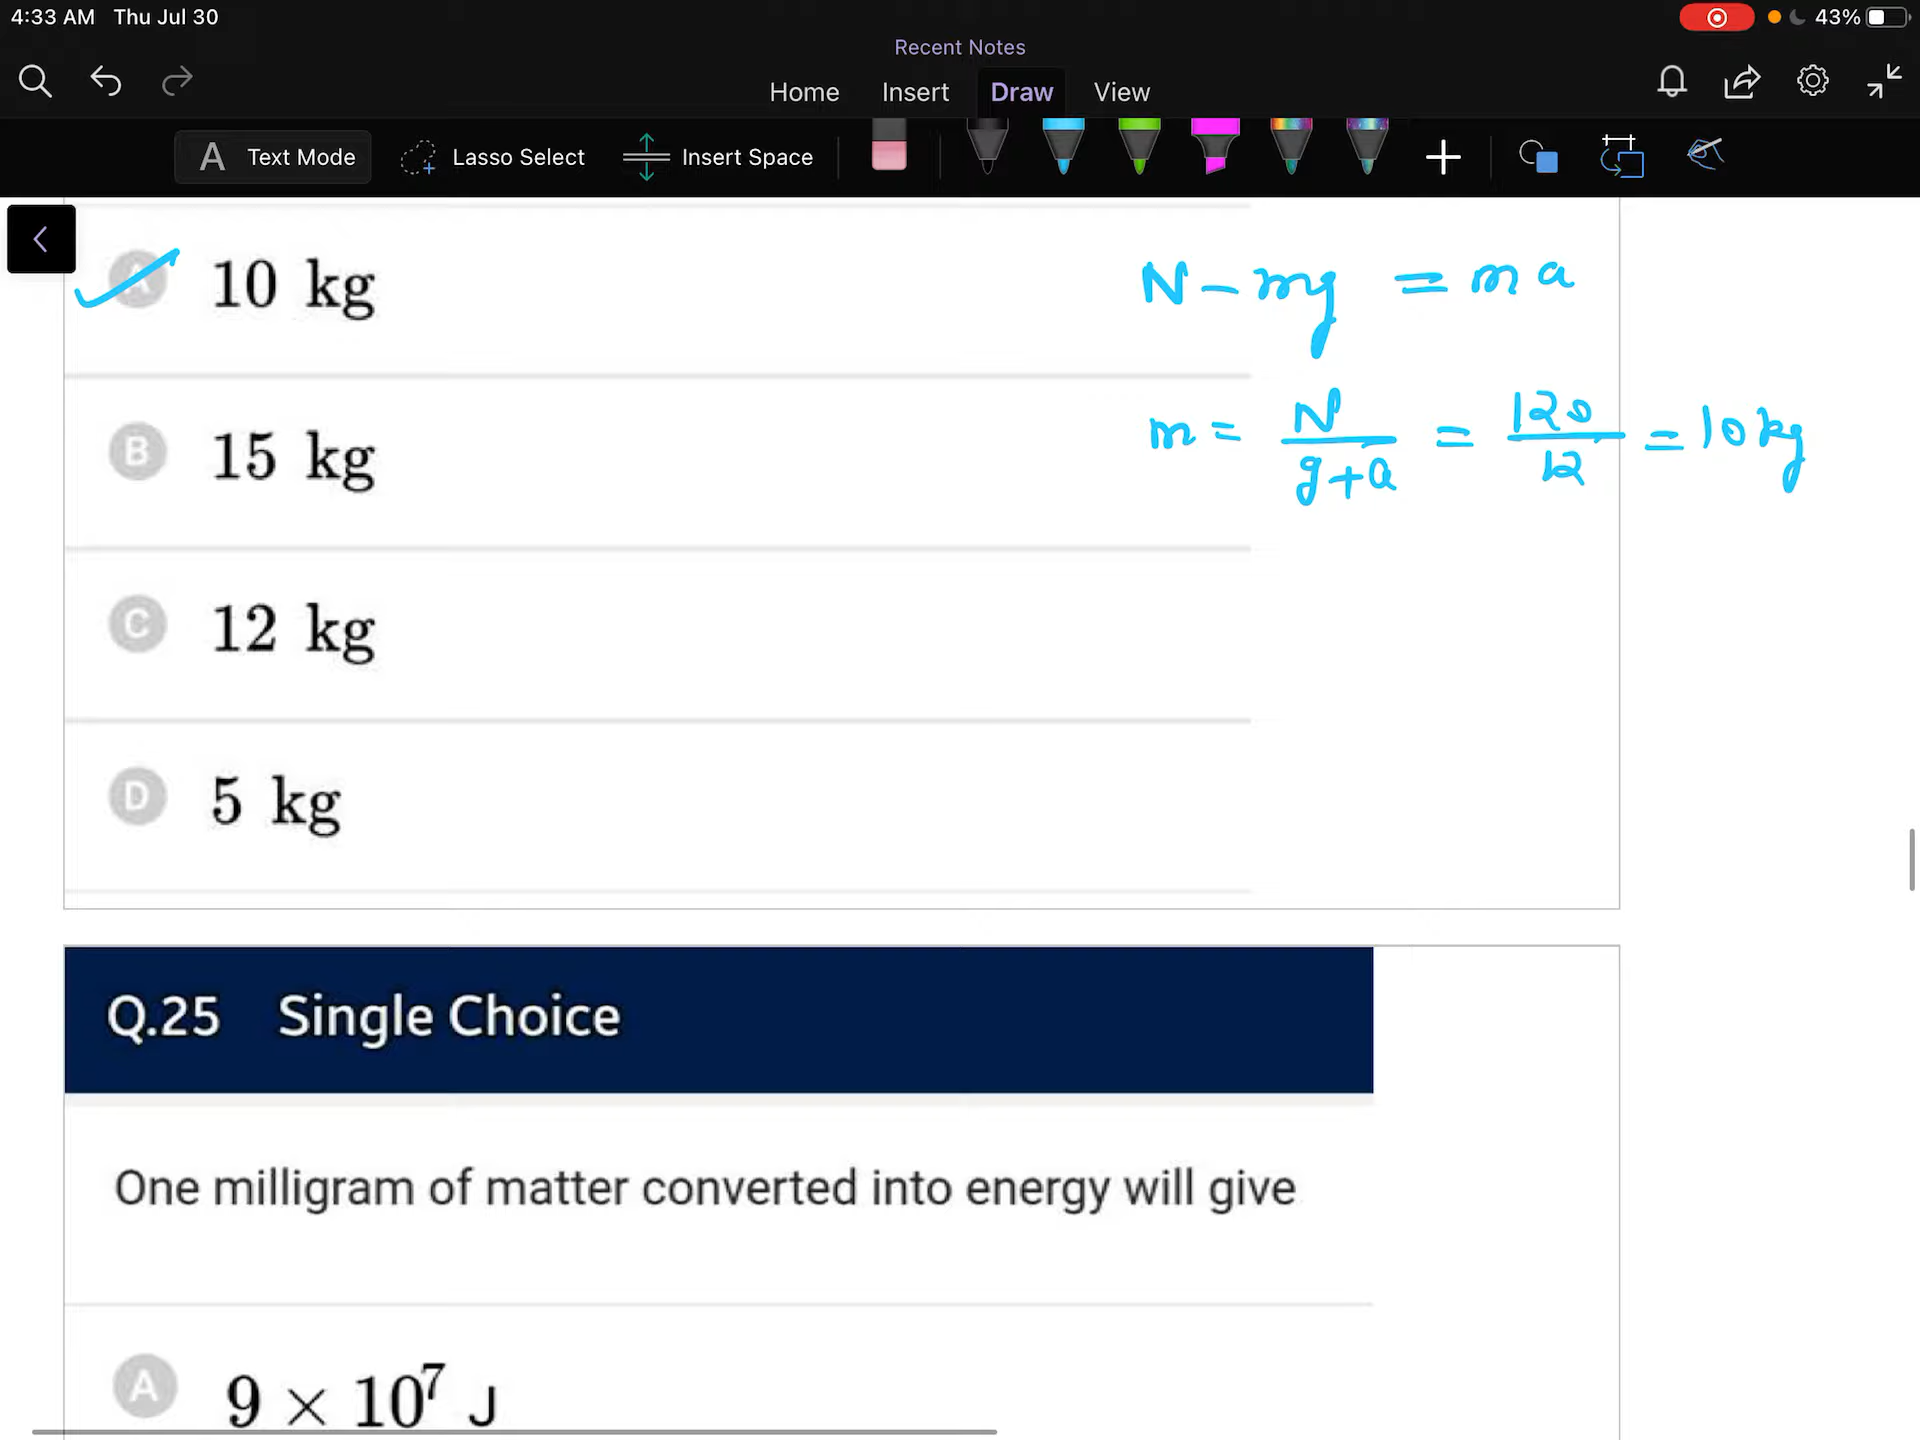 4:33 AM Thu Jul 30
43%
Recent Notes
Home Insert Draw View
A Text Mode Lasso Select Insert Space
A 10 kg
N - mg = ma
B 15 kg
m = N/(g+a) = 120/12 = 10 kg
C 12 kg
D 5 kg
Q.25 Single Choice
One milligram of matter converted into energy will give
A 9 × 10⁷ J